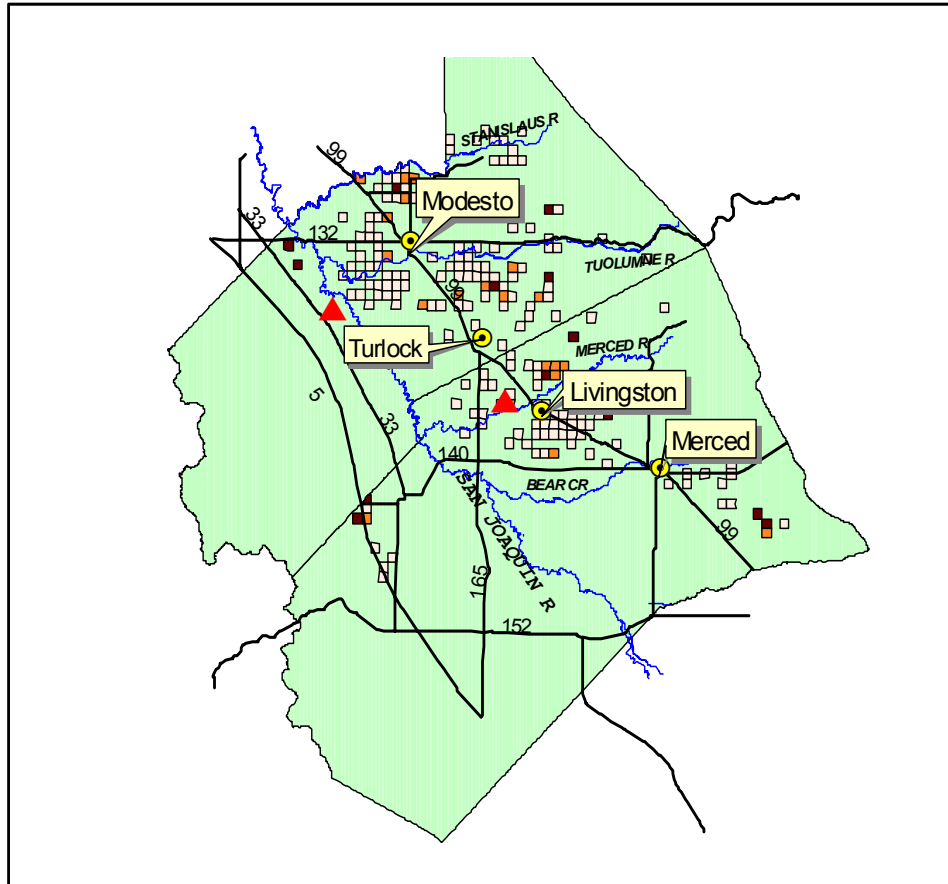 STANISLAUS R
99
Modesto
33
132
TUOLUMNE R
99
Turlock
MERCED R
5
Livingston
33
Merced
140
BEAR CR
SAN JOAQUIN R
99
165
152